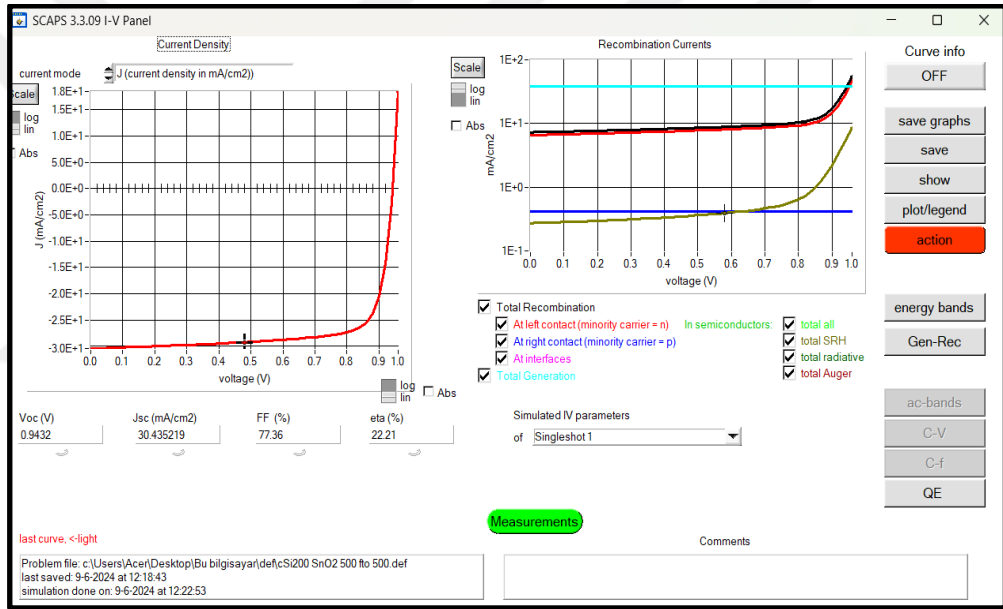 SCAPS 3.3.09 I-V Panel
Current Density
current mode
J (current density in mA/cm2))
Scale
log
lin
Abs
1.8E+1
1.5E+1
1.0E+1
5.0E+0
0.0E+0
-5.0E+0
-1.0E+1
-1.5E+1
-2.0E+1
-2.5E+1
-3.0E+1
J (mA/cm2)
0.0 0.1 0.2 0.3 0.4 0.5 0.6 0.7 0.8 0.9 1.0
voltage (V)
log
lin
Abs
Voc (V) Jsc (mA/cm2) FF (%) eta (%)
0.9432 30.435219 77.36 22.21
Recombination Currents
Scale
log
lin
Abs
1E+2
1E+1
1E+0
1E-1
mA/cm2
0.0 0.1 0.2 0.3 0.4 0.5 0.6 0.7 0.8 0.9 1.0
voltage (V)
Total Recombination
At left contact (minority carrier = n)
At right contact (minority carrier = p)
At interfaces
Total Generation
In semiconductors:
total all
total SRH
total radiative
total Auger
Simulated IV parameters
of Singleshot 1
Curve info
OFF
save graphs
save
show
plot/legend
action
energy bands
Gen-Rec
ac-bands
C-V
C-f
QE
Measurements
last curve, <-light
Problem file: c:\Users\Acer\Desktop\Bu bilgisayar\def\cSi200 SnO2 500 fto 500.def
last saved: 9-6-2024 at 12:18:43
simulation done on: 9-6-2024 at 12:22:53
Comments